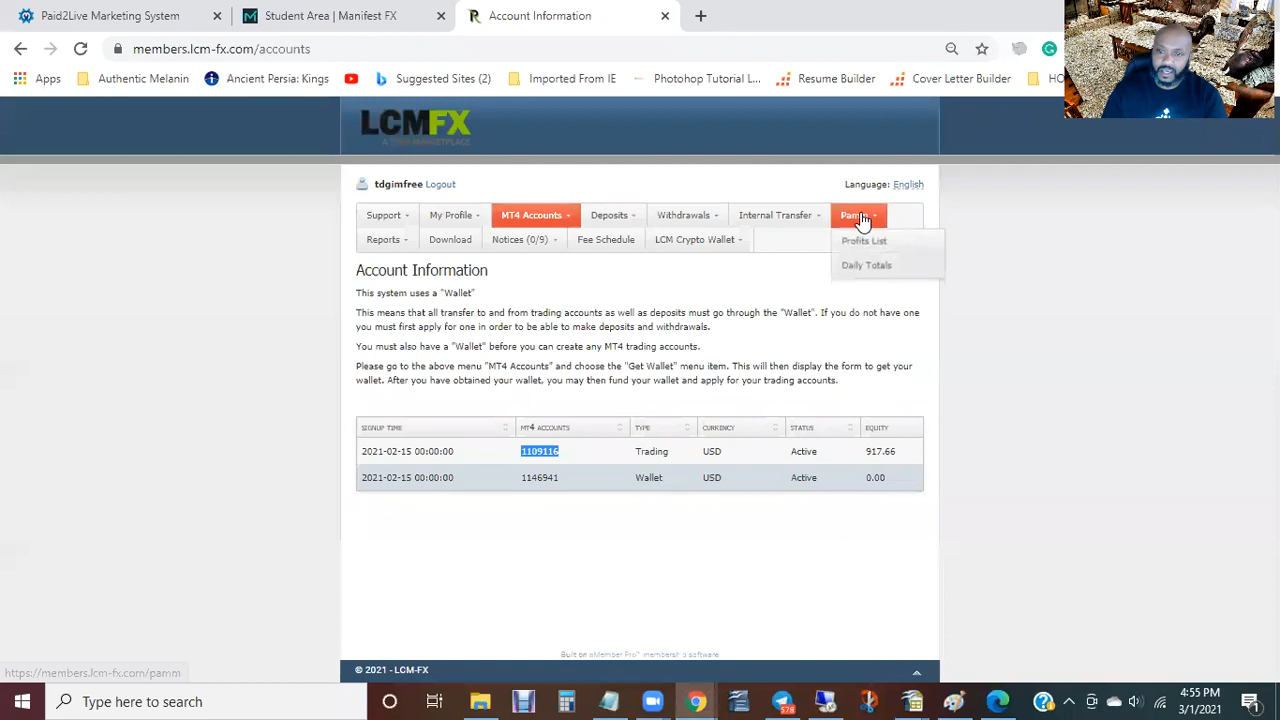 Paid2Live Marketing System
Student Area | Manifest FX
Account Information
members.lcm-fx.com/accounts
Apps
Authentic Melanin
Ancient Persia: Kings
Suggested Sites (2)
Imported From IE
Photohop Tutorial L...
Resume Builder
Cover Letter Builder
HO
LCMFX
tdgimfree Logout
Language: English
Support
My Profile
MT4 Accounts
Deposits
Withdrawals
Internal Transfer
Reports
Download
Notices (0/9)
Fee Schedule
LCM Crypto Wallet
Profits List
Daily Totals
Account Information
This system uses a "Wallet"
This means that all transfer to and from trading accounts as well as deposits must go through the "Wallet". If you do not have one
you must first apply for one in order to be able to make deposits and withdrawals.
You must also have a "Wallet" before you can create any MT4 trading accounts.
Please go to the above menu "MT4 Accounts" and choose the "Get Wallet" menu item. This will then display the form to get your
wallet. After you have obtained your wallet, you may then fund your wallet and apply for your trading accounts.
SIGNUP TIME MT4 ACCOUNTS TYPE CURRENCY STATUS EQUITY
2021-02-15 00:00:00 1109116 Trading USD Active 917.66
2021-02-15 00:00:00 1146941 Wallet USD Active 0.00
Built on eMember Pro™ membership software
https://members.lcm-fx.com/pamm
© 2021 - LCM-FX
Type here to search
4:55 PM
3/1/2021